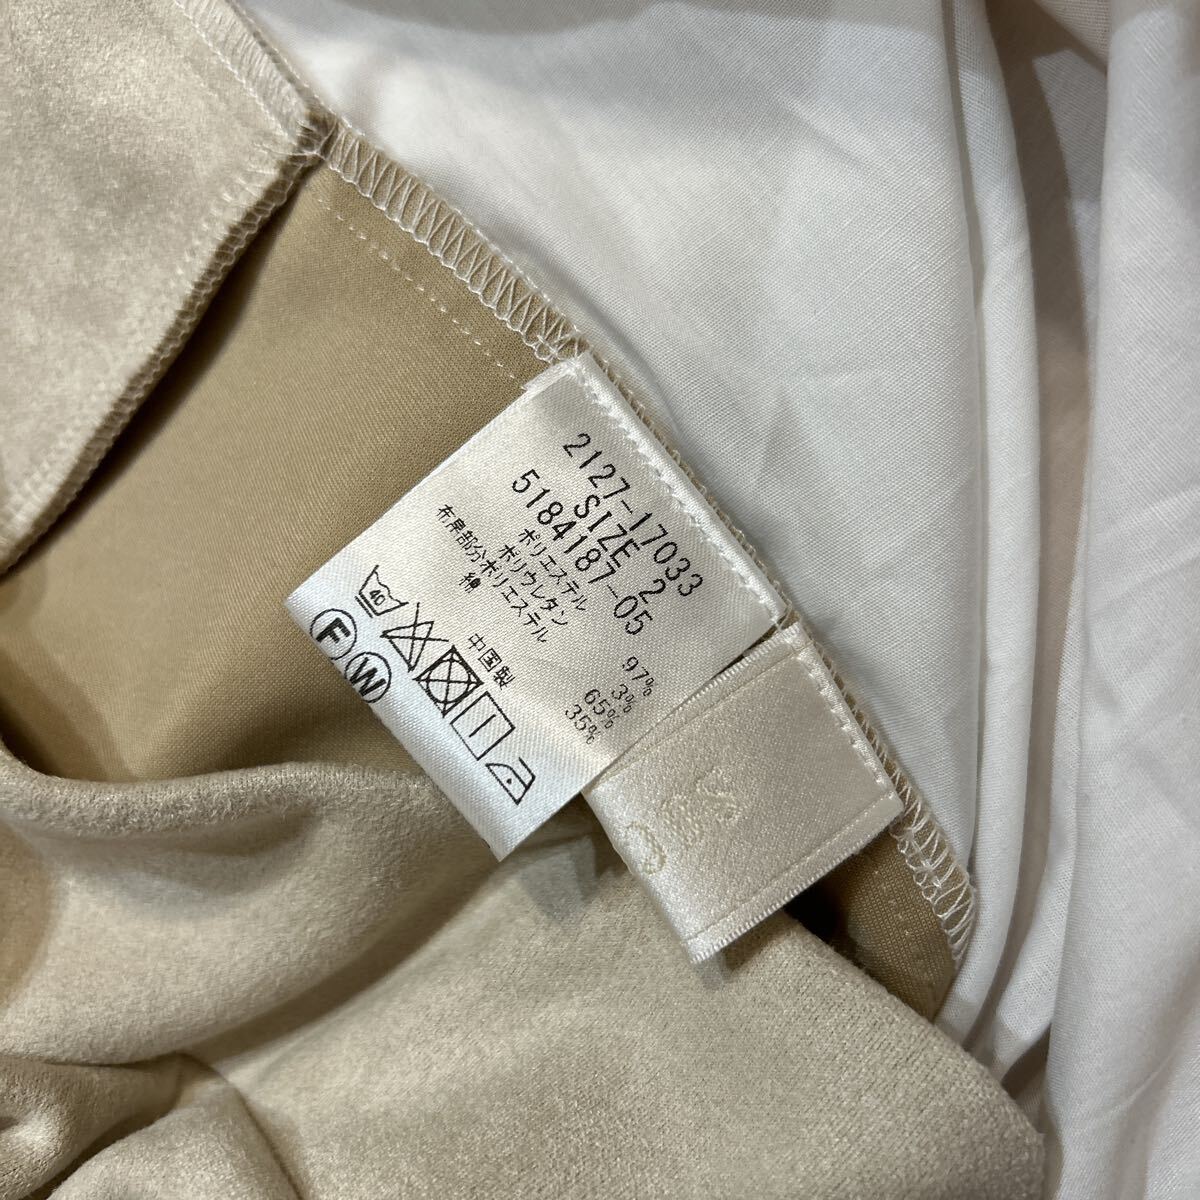 2127-17033
SIZE 2
5184187-05
ポリエステル 97%
ポリウレタン 3%
布帛部分ポリエステル 65%
綿 35%
中国製
40
F W